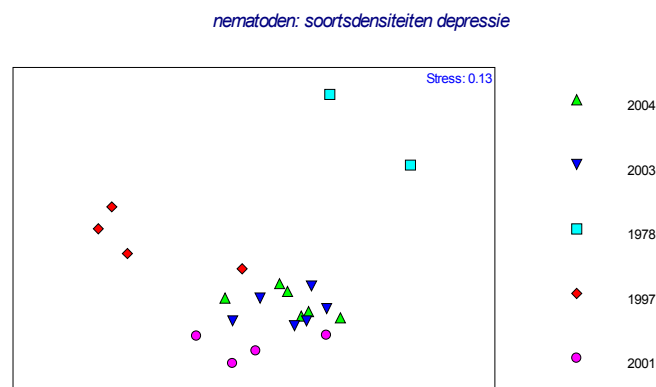 nematoden: soortsdensiteiten depressie
Stress: 0.13
2004
2003
1978
1997
2001